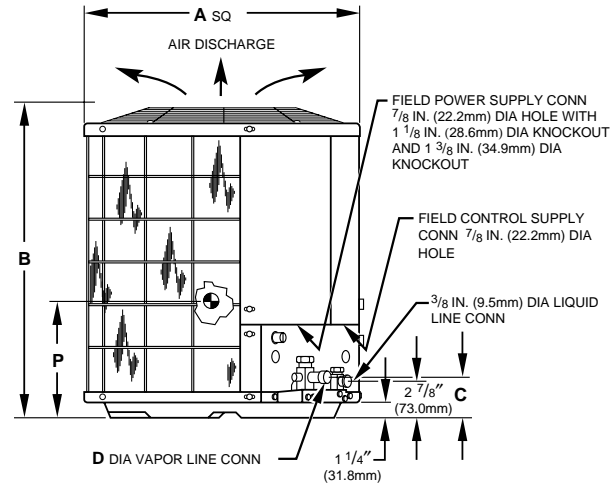 A SQ
AIR DISCHARGE
FIELD POWER SUPPLY CONN
7/8 IN. (22.2mm) DIA HOLE WITH
1 1/8 IN. (28.6mm) DIA KNOCKOUT
AND 1 3/8 IN. (34.9mm) DIA
KNOCKOUT
B
FIELD CONTROL SUPPLY
CONN 7/8 IN. (22.2mm) DIA
HOLE
P
3/8 IN. (9.5mm) DIA LIQUID
LINE CONN
2 7/8″
(73.0mm)
C
D DIA VAPOR LINE CONN
1 1/4″
(31.8mm)